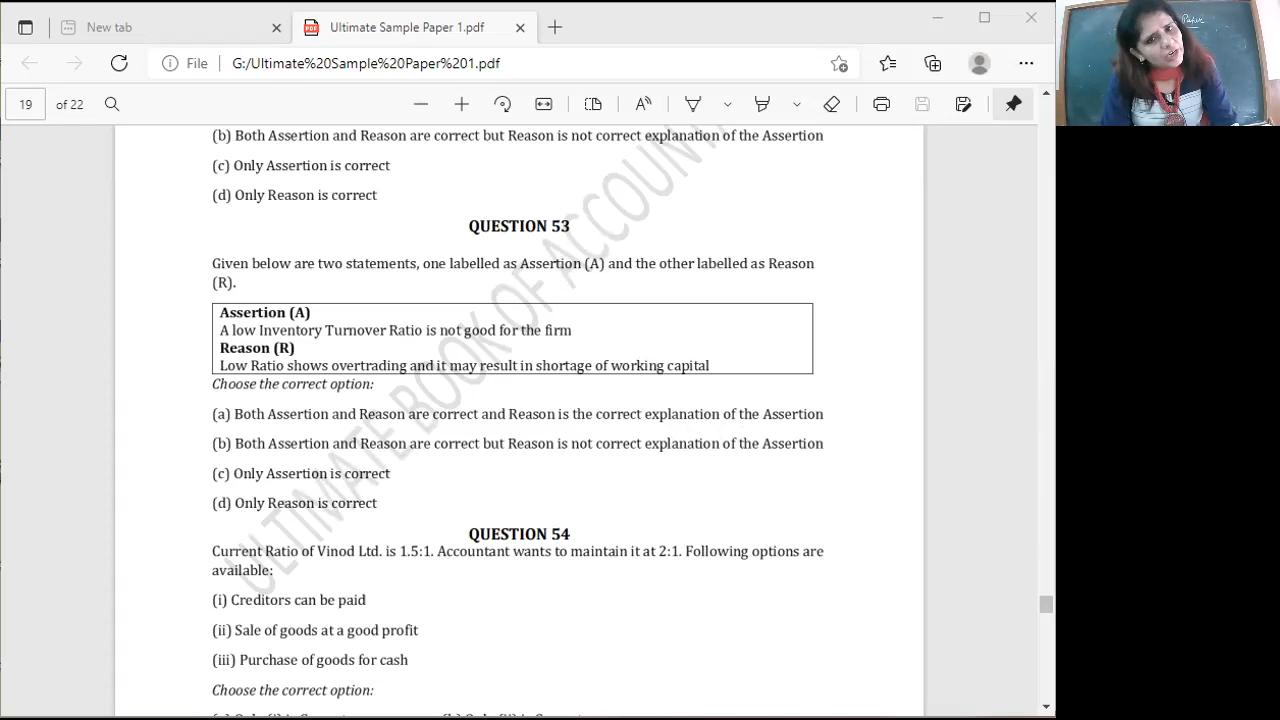 New tab
Ultimate Sample Paper 1.pdf
File
G:/Ultimate%20Sample%20Paper%201.pdf
19 of 22
(b) Both Assertion and Reason are correct but Reason is not correct explanation of the Assertion
(c) Only Assertion is correct
(d) Only Reason is correct
QUESTION 53
Given below are two statements, one labelled as Assertion (A) and the other labelled as Reason
(R).
Assertion (A)
A low Inventory Turnover Ratio is not good for the firm
Reason (R)
Low Ratio shows overtrading and it may result in shortage of working capital
Choose the correct option:
(a) Both Assertion and Reason are correct and Reason is the correct explanation of the Assertion
(b) Both Assertion and Reason are correct but Reason is not correct explanation of the Assertion
(c) Only Assertion is correct
(d) Only Reason is correct
QUESTION 54
Current Ratio of Vinod Ltd. is 1.5:1. Accountant wants to maintain it at 2:1. Following options are
available:
(i) Creditors can be paid
(ii) Sale of goods at a good profit
(iii) Purchase of goods for cash
Choose the correct option:
ULTIMATE BOOK OF ACCOUNT
Paper